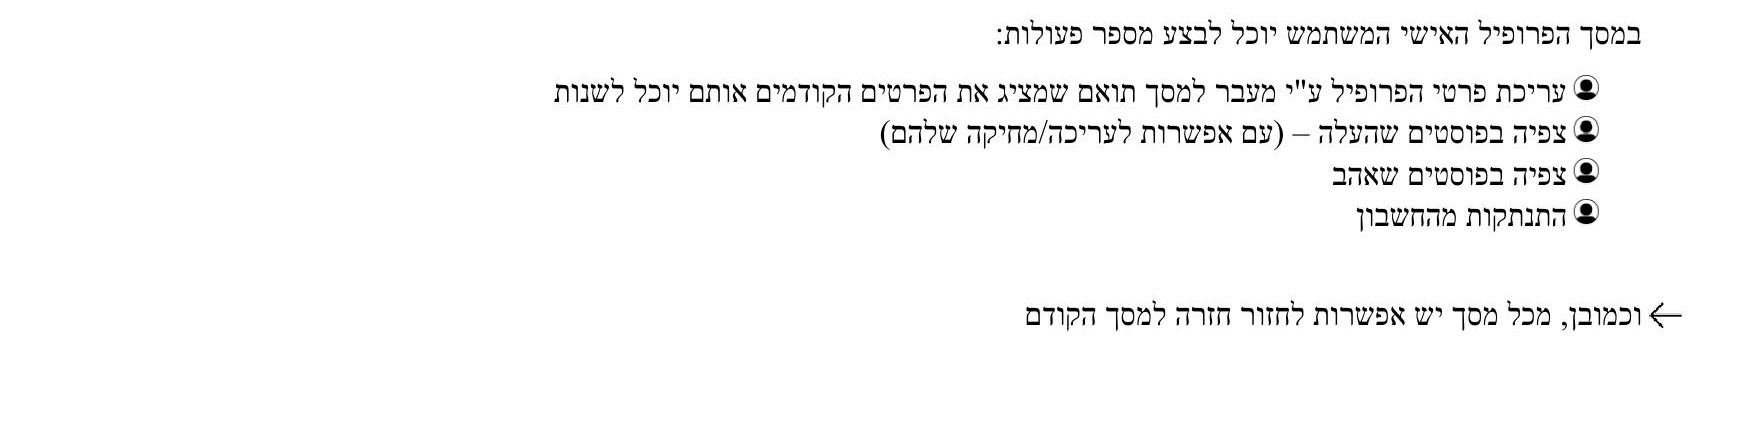 במסך הפרופיל האישי המשתמש יוכל לבצע מספר פעולות:
עריכת פרטי הפרופיל ע"י מעבר למסך תואם שמציג את הפרטים הקודמים אותם יוכל לשנות
צפיה בפוסטים שהעלה – (עם אפשרות לעריכה/מחיקה שלהם)
צפיה בפוסטים שאהב
התנתקות מהחשבון
וכמובן, מכל מסך יש אפשרות לחזור חזרה למסך הקודם